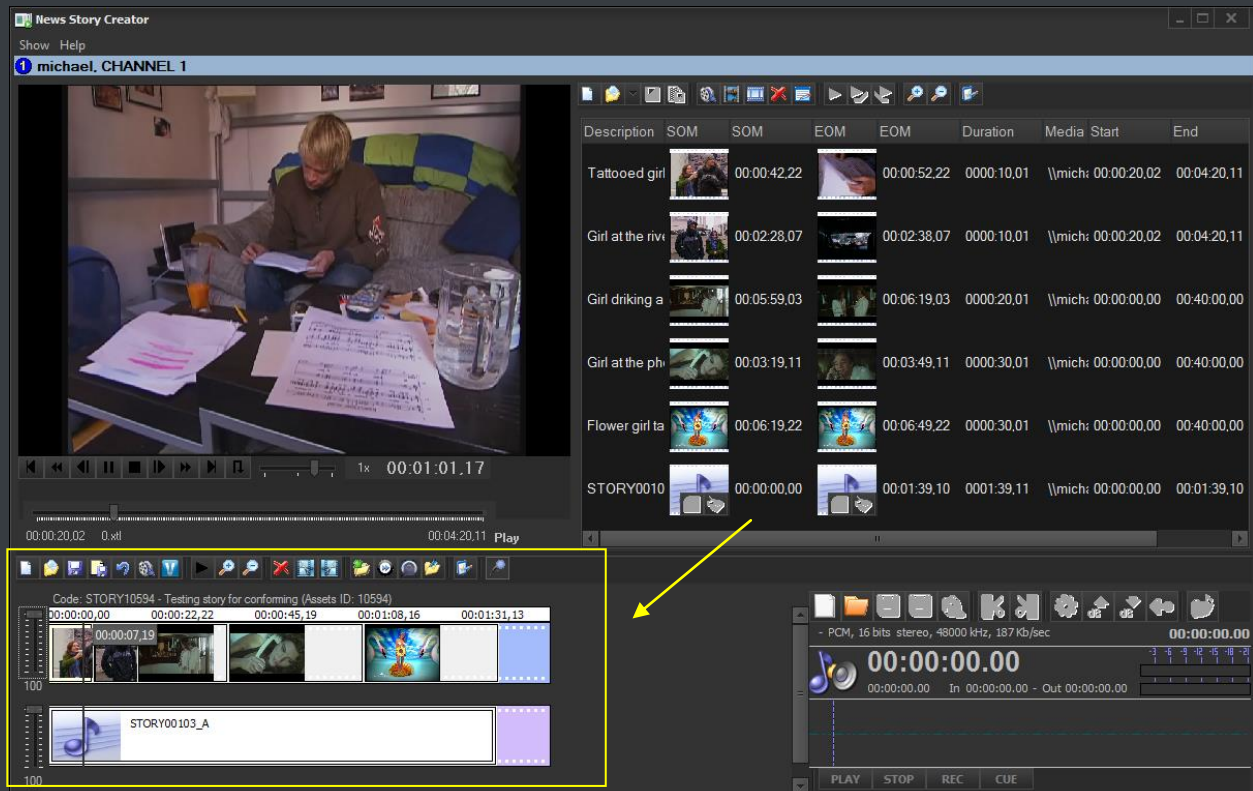 News Story Creator
Show Help
1 michael, CHANNEL 1
Description SOM SOM EOM EOM Duration Media Start End
Tattooed girl 00:00:42,22 00:00:52,22 0000:10,01 \\micha 00:00:20,02 00:04:20,11
Girl at the rive 00:02:28,07 00:02:38,07 0000:10,01 \\micha 00:00:20,02 00:04:20,11
Girl driking a 00:05:59,03 00:06:19,03 0000:20,01 \\micha 00:00:00,00 00:40:00,00
Girl at the pho 00:03:19,11 00:03:49,11 0000:30,01 \\micha 00:00:00,00 00:40:00,00
Flower girl ta 00:06:19,22 00:06:49,22 0000:30,01 \\micha 00:00:00,00 00:40:00,00
STORY0010 00:00:00,00 00:01:39,10 0001:39,11 \\micha 00:00:00,00 00:01:39,10
1x 00:01:01,17
00:00:20,02 0.xtl 00:04:20,11 Play
Code: STORY10594 - Testing story for conforming (Assets ID: 10594)
00:00:00,00 00:00:22,22 00:00:45,19 00:01:08,16 00:01:31,13
00:00:07,19
100
STORY00103_A
100
- PCM, 16 bits stereo, 48000 kHz, 187 Kb/sec 00:00:00.00
-3 -6 -9 -12 -15 -18 -21
00:00:00.00
00:00:00.00 In 00:00:00.00 - Out 00:00:00.00
PLAY STOP REC CUE